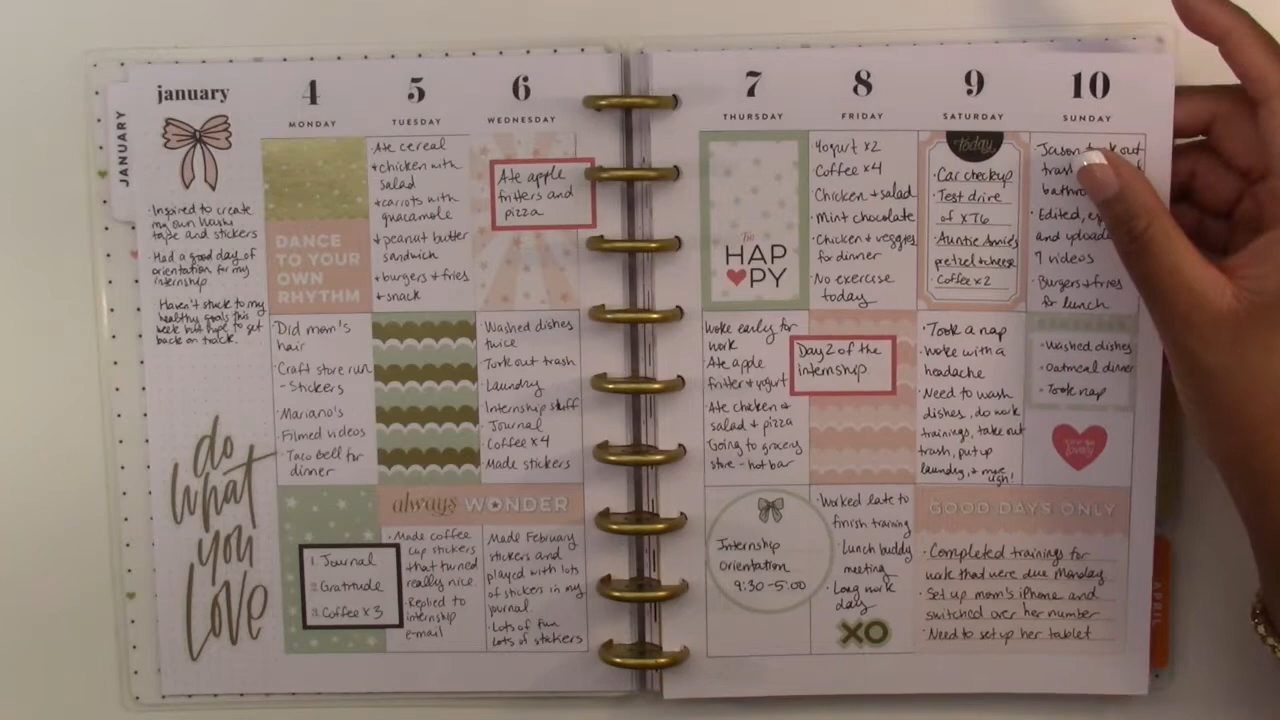 JANUARY
january
·Inspired to create
my own washi
tape and stickers
·Had a good day of
orientation for my
internship
Haven't stuck to my
healthy goals this
week but hope to get
back on track.
do
what
you
love
4
MONDAY
DANCE
TO YOUR
OWN
RHYTHM
Did mom's
hair
·Craft store run
- Stickers
·Mariano's
·Filmed videos
·Taco bell for
dinner
1. Journal
2. Gratitude
3. Coffee x 3
5
TUESDAY
·Ate cereal
+ chicken with
salad
+ carrots with
guacamole
+ peanut butter
sandwich
+ burgers + fries
+ snack
always WONDER
·Made coffee
cup stickers
that turned
really nice.
·Replied to
internship
e-mail
6
WEDNESDAY
Ate apple
fritters and
pizza
·Washed dishes
twice
·Took out trash
·Laundry
·Internship stuff
·Journal
·Coffee x 4
·Made stickers
Made February
stickers and
played with lots
of stickers in my
journal.
·Lots of fun
Lots of stickers
7
THURSDAY
Too
HAP
PY
Woke early for
work
·Ate apple
fritter + yogurt
·Ate chicken +
salad + pizza
·Going to grocery
store - hot bar
Internship
Orientation
9:30-5:00
8
FRIDAY
Yogurt x2
Coffee x4
·Chicken + salad
·Mint chocolate
·Chicken + veggies
for dinner
·No exercise
today
Day 2 of the
internship
·Worked late to
finish training
·Lunch buddy
meeting
·Long work
day
XO
9
SATURDAY
today
·Car checkup
·Test drive
of XT6
·Auntie Annie's
pretzel + cheese
·Coffee x 2
·Took a nap
·Woke with a
headache
·Need to wash
dishes, do work
trainings, take out
trash, put up
laundry, + more
ugh!
GOOD DAYS ONLY
·Completed trainings for
work that were due Monday
·Set up mom's iPhone and
switched over her number
·Need to set up her tablet
10
SUNDAY
·Jason took out
trash
bathro
·Edited,
and uploade
7 videos
·Burgers + fries
for lunch
·Washed dishes
·Oatmeal dinner
·Took nap
lovely
APRIL